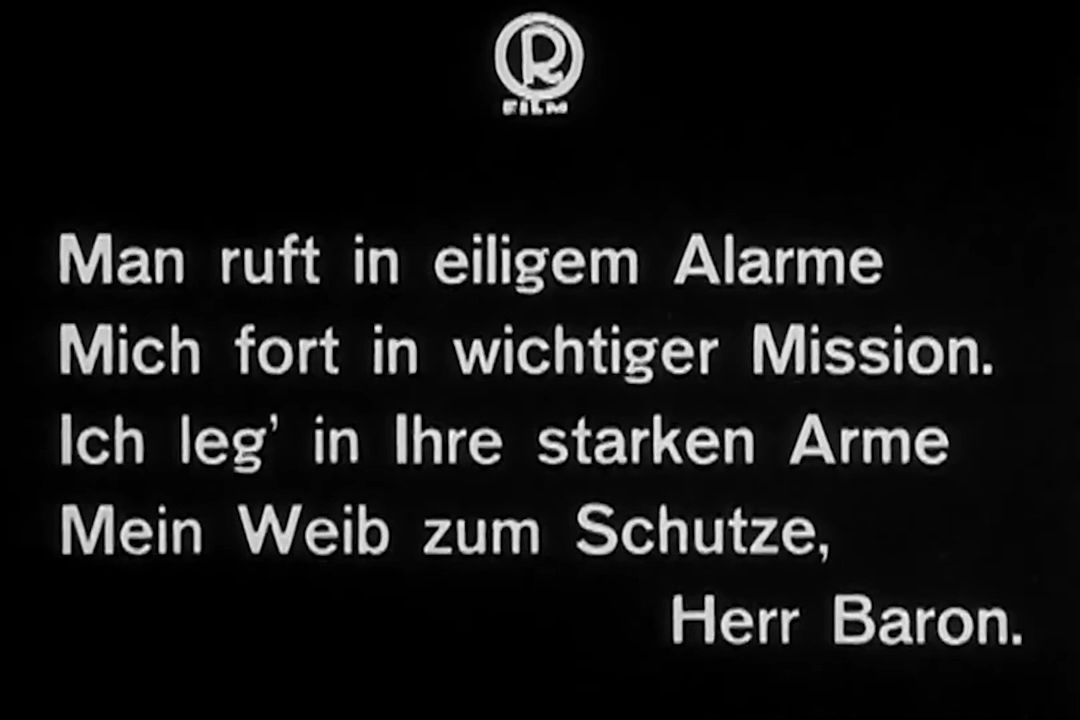 R
FILM
Man ruft in eiligem Alarme
Mich fort in wichtiger Mission.
Ich leg' in Ihre starken Arme
Mein Weib zum Schutze,
Herr Baron.